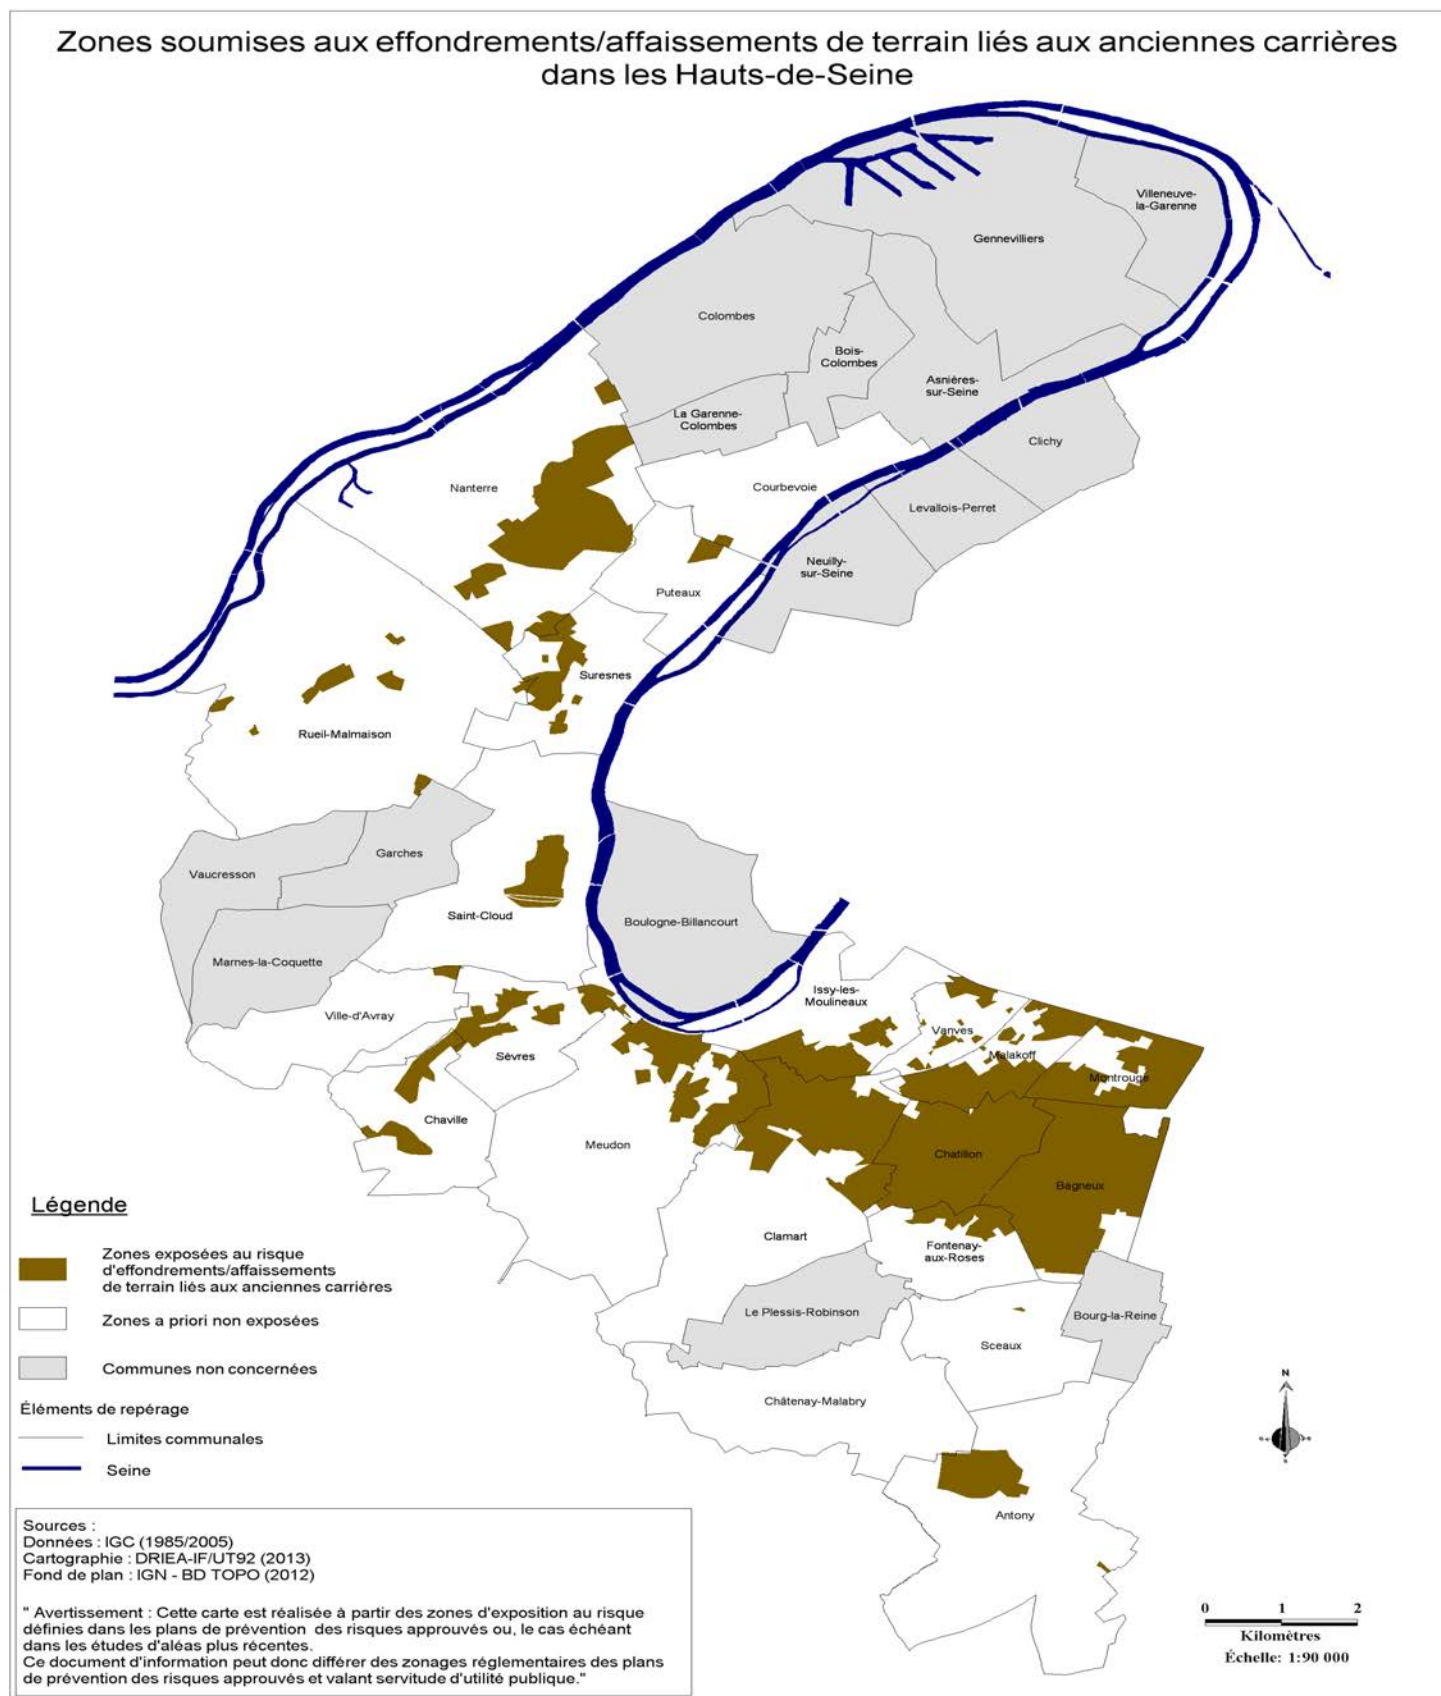 Zones soumises aux effondrements/affaissements de terrain liés aux anciennes carrières
dans les Hauts-de-Seine
Villeneuve-
la-Garenne
Gennevilliers
Colombes
Bois-
Colombes
Asnières-
sur-Seine
La Garenne-
Colombes
Clichy
Nanterre
Courbevoie
Levallois-Perret
Neuilly-
sur-Seine
Puteaux
Suresnes
Rueil-Malmaison
Garches
Vaucresson
Saint-Cloud
Boulogne-Billancourt
Marnes-la-Coquette
Issy-les-
Moulineaux
Ville-d'Avray
Vanves
Sèvres
Malakoff
Montrouge
Chaville
Meudon
Chatillon
Bagneux
Clamart
Fontenay-
aux-Roses
Le Plessis-Robinson
Bourg-la-Reine
Sceaux
Châtenay-Malabry
Antony
Légende
Zones exposées au risque
d'effondrements/affaissements
de terrain liés aux anciennes carrières
Zones a priori non exposées
Communes non concernées
Éléments de repérage
Limites communales
Seine
Sources :
Données : IGC (1985/2005)
Cartographie : DRIEA-IF/UT92 (2013)
Fond de plan : IGN - BD TOPO (2012)
" Avertissement : Cette carte est réalisée à partir des zones d'exposition au risque
définies dans les plans de prévention des risques approuvés ou, le cas échéant
dans les études d'aléas plus récentes.
Ce document d'information peut donc différer des zonages réglementaires des plans
de prévention des risques approuvés et valant servitude d'utilité publique."
N
0 1 2
Kilomètres
Échelle: 1:90 000